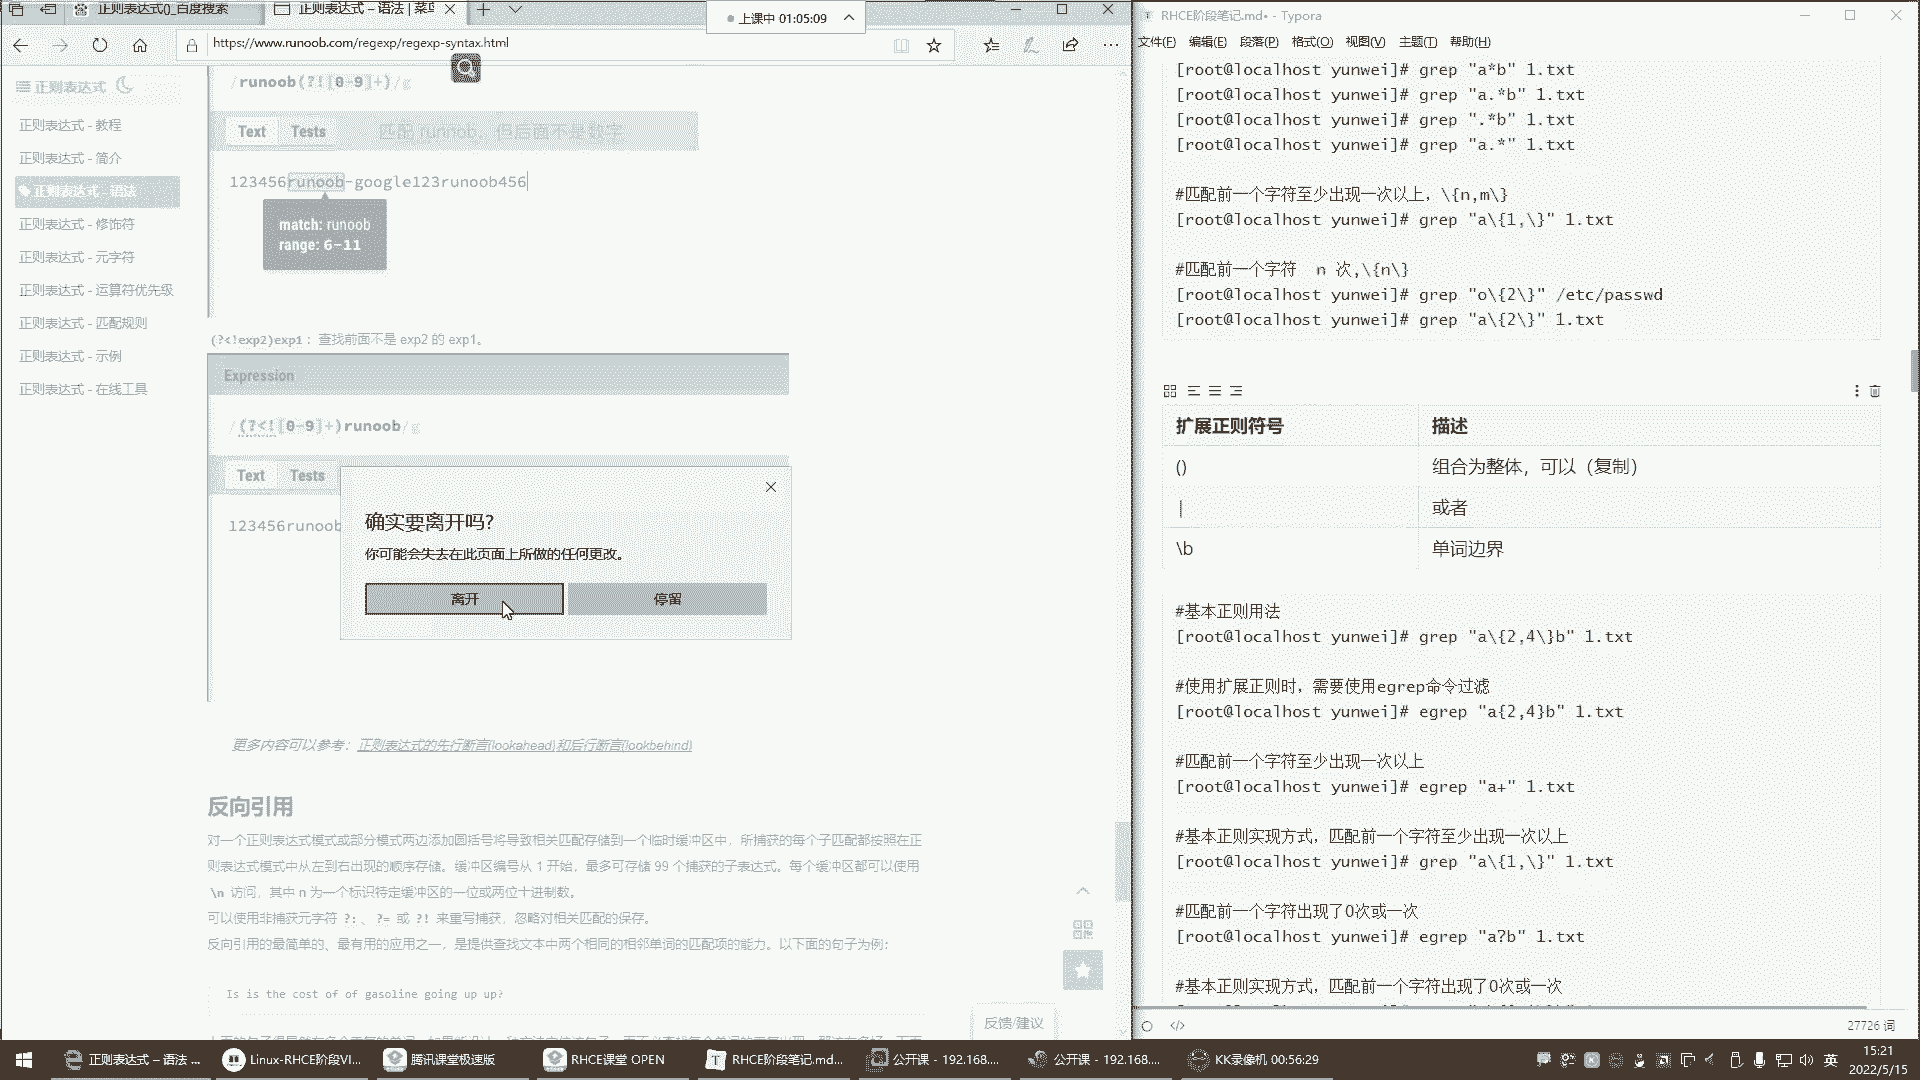 正则表达式()_百度搜索
正则表达式 – 语法 | 菜鸟
上课中 01:05:09
https://www.runoob.com/regexp/regexp-syntax.html
正则表达式
正则表达式 - 教程
正则表达式 - 简介
正则表达式 - 语法
正则表达式 - 修饰符
正则表达式 - 元字符
正则表达式 - 运算符优先级
正则表达式 - 匹配规则
正则表达式 - 示例
正则表达式 - 在线工具
/runoob(?![0-9]+)/g
Text Tests 匹配 runoob，但后面不是数字
123456runoob-google123runoob456
match: runoob
range: 6-11
(?<!exp2)exp1：查找前面不是 exp2 的 exp1。
Expression
/(?<![0-9]+)runoob/g
Text Tests
123456runoob
确实要离开吗?
你可能会失去在此页面上所做的任何更改。
离开 停留
更多内容可以参考：正则表达式的先行断言(lookahead)和后行断言(lookbehind)
反向引用
对一个正则表达式模式或部分模式两边添加圆括号将导致相关匹配存储到一个临时缓冲区中，所捕获的每个子匹配都按照在正
则表达式模式中从左到右出现的顺序存储。缓冲区编号从 1 开始，最多可存储 99 个捕获的子表达式。每个缓冲区都可以使用
\n 访问，其中 n 为一个标识特定缓冲区的一位或两位十进制数。
可以使用非捕获元字符 ?:、?= 或 ?! 来重写捕获，忽略对相关匹配的保存。
反向引用的最简单的、最有用的应用之一，是提供查找文本中两个相同的相邻单词的匹配项的能力。以下面的句子为例：
Is is the cost of of gasoline going up up?
反馈/建议
RHCE阶段笔记.md• - Typora
文件(F) 编辑(E) 段落(P) 格式(O) 视图(V) 主题(T) 帮助(H)
[root@localhost yunwei]# grep "a*b" 1.txt
[root@localhost yunwei]# grep "a.*b" 1.txt
[root@localhost yunwei]# grep ".*b" 1.txt
[root@localhost yunwei]# grep "a.*" 1.txt
#匹配前一个字符至少出现一次以上，\{n,m\}
[root@localhost yunwei]# grep "a\{1,\}" 1.txt
#匹配前一个字符 n 次,\{n\}
[root@localhost yunwei]# grep "o\{2\}" /etc/passwd
[root@localhost yunwei]# grep "a\{2\}" 1.txt
扩展正则符号 描述
() 组合为整体，可以（复制）
| 或者
\b 单词边界
#基本正则用法
[root@localhost yunwei]# grep "a\{2,4\}b" 1.txt
#使用扩展正则时，需要使用egrep命令过滤
[root@localhost yunwei]# egrep "a{2,4}b" 1.txt
#匹配前一个字符至少出现一次以上
[root@localhost yunwei]# egrep "a+" 1.txt
#基本正则实现方式，匹配前一个字符至少出现一次以上
[root@localhost yunwei]# grep "a\{1,\}" 1.txt
#匹配前一个字符出现了0次或一次
[root@localhost yunwei]# egrep "a?b" 1.txt
#基本正则实现方式，匹配前一个字符出现了0次或一次
27726 词
正则表达式 – 语法 ...
Linux-RHCE阶段VI...
腾讯课堂极速版
RHCE课堂 OPEN
RHCE阶段笔记.md...
公开课 - 192.168....
公开课 - 192.168....
KK录像机 00:56:29
英
15:21
2022/5/15